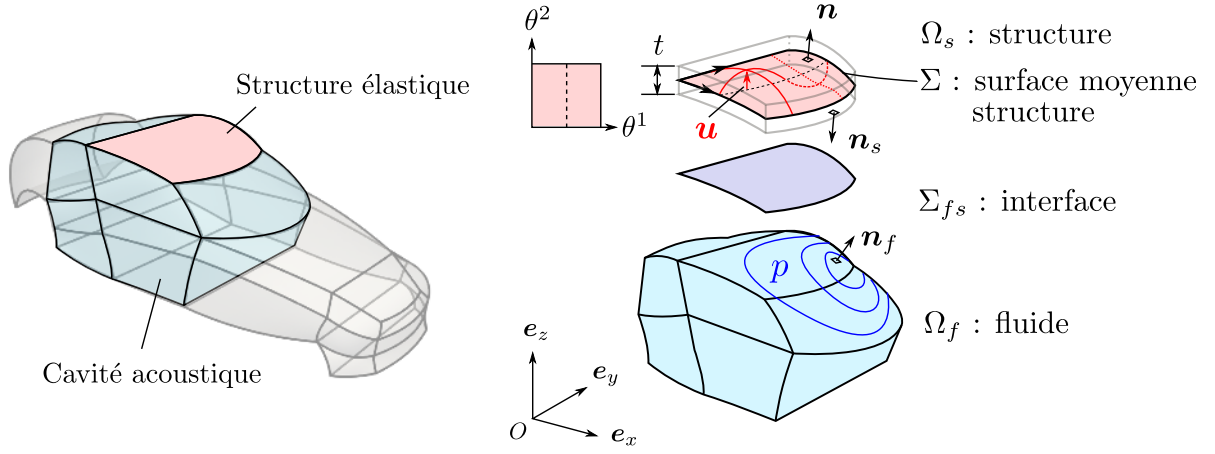 Structure élastique
Cavité acoustique
θ²
θ¹
t
u
n
n_s
Ω_s : structure
Σ : surface moyenne
structure
Σ_fs : interface
n_f
p
Ω_f : fluide
e_z
e_y
O
e_x